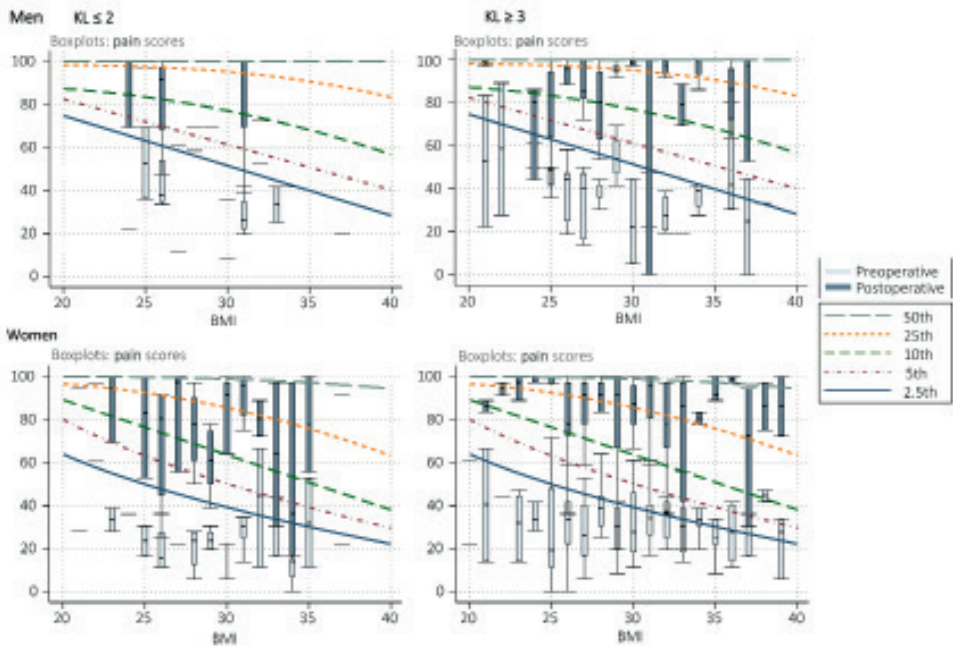 Men KL ≤ 2 KL ≥ 3
Boxplots: pain scores Boxplots: pain scores
100 100
80 80
60 60
40 40
20 20
0 0
20 25 30 35 40 20 25 30 35 40
BMI BMI
Preoperative
Postoperative
50th
25th
10th
5th
2.5th
Women
Boxplots: pain scores Boxplots: pain scores
100 100
80 80
60 60
40 40
20 20
0 0
20 25 30 35 40 20 25 30 35 40
BMI BMI